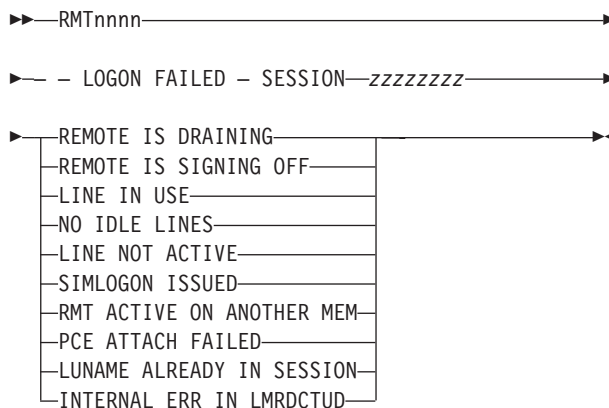 RMTnnnn
– – LOGON FAILED – SESSION zzzzzzzz
REMOTE IS DRAINING
REMOTE IS SIGNING OFF
LINE IN USE
NO IDLE LINES
LINE NOT ACTIVE
SIMLOGON ISSUED
RMT ACTIVE ON ANOTHER MEM
PCE ATTACH FAILED
LUNAME ALREADY IN SESSION
INTERNAL ERR IN LMRDCTUD